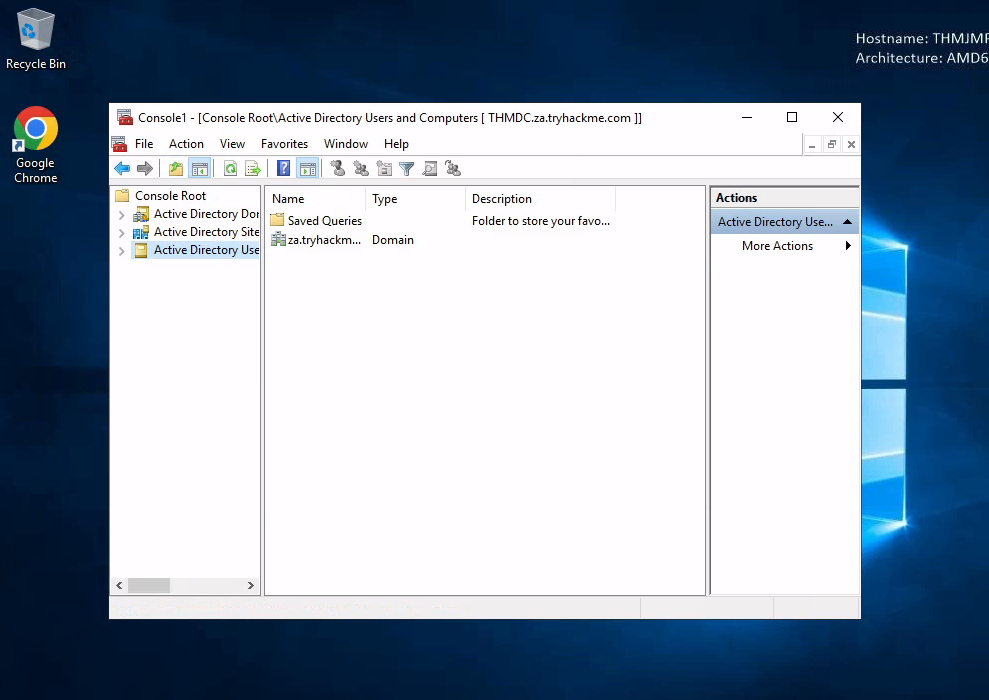 Recycle Bin
Google
Chrome
Hostname: THMJMP
Architecture: AMD6
Console1 - [Console Root\Active Directory Users and Computers [ THMDC.za.tryhackme.com ]]
File Action View Favorites Window Help
Console Root
Active Directory Dor
Active Directory Site
Active Directory Use
Name Type Description
Saved Queries Folder to store your favo...
za.tryhackm... Domain
Actions
Active Directory Use...
More Actions